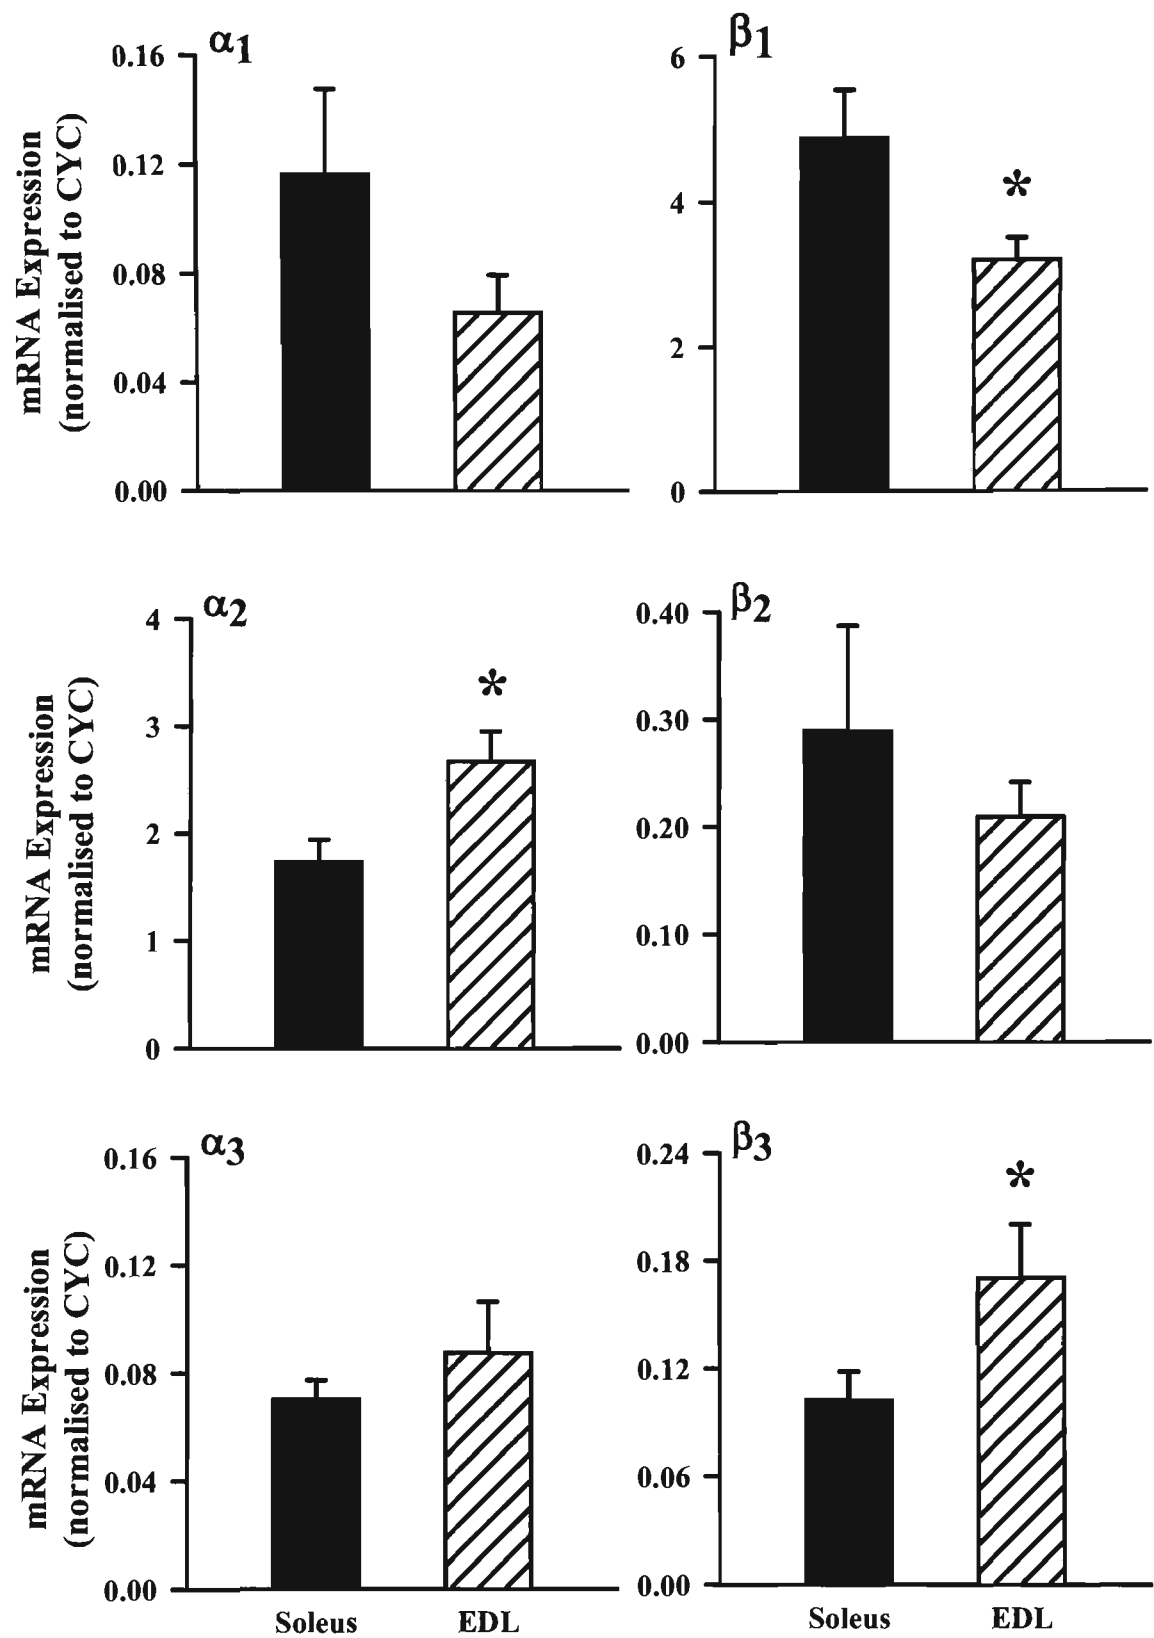 α1
0.16
0.12
0.08
0.04
0.00
mRNA Expression
(normalised to CYC)
β1
6
*
4
2
0
α2
4
*
3
2
1
0
mRNA Expression
(normalised to CYC)
β2
0.40
0.30
0.20
0.10
0.00
α3
0.16
0.12
0.08
0.04
0.00
mRNA Expression
(normalised to CYC)
Soleus EDL
β3
0.24
*
0.18
0.12
0.06
0.00
Soleus EDL